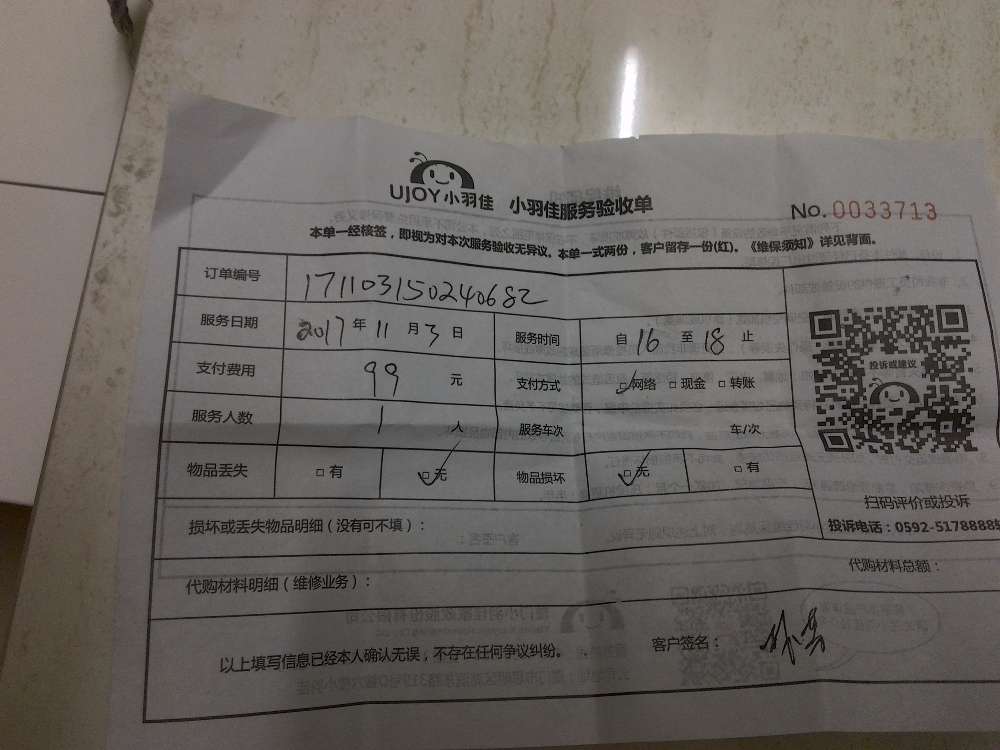 UJOY小羽佳 小羽佳服务验收单
No. 0033713
本单一经核签，即视为对本次服务验收无异议。本单一式两份，客户留存一份(红)。《维保须知》详见背面。
订单编号 171103150240682
服务日期 2017 年 11 月 3 日 服务时间 自 16 至 18 止
支付费用 99 元 支付方式 □网络 □现金 □转账
服务人数 1 人 服务车次 车/次
物品丢失 □有 □无 物品损坏 □无 □有
投诉或建议
扫码评价或投诉
投诉电话：0592-5178888
损坏或丢失物品明细（没有可不填）：
代购材料明细（维修业务）：
代购材料总额：
以上填写信息已经本人确认无误，不存在任何争议纠纷。
客户签名：